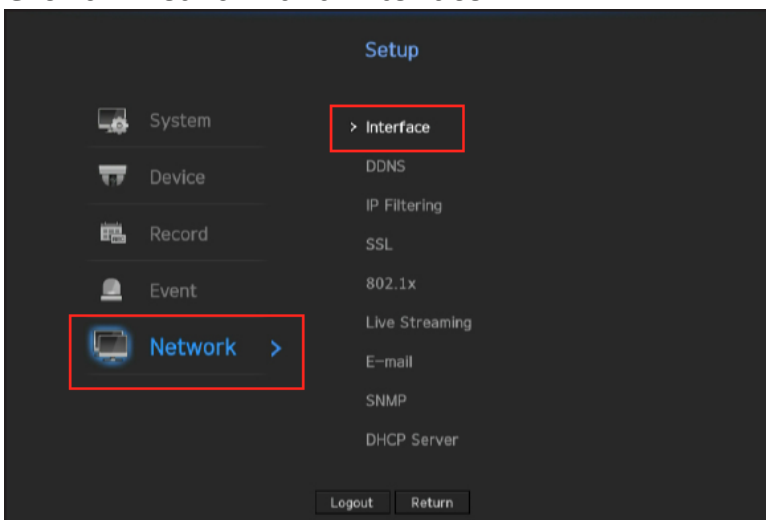 Setup
System
Device
Record
Event
Network >
> Interface
DDNS
IP Filtering
SSL
802.1x
Live Streaming
E-mail
SNMP
DHCP Server
Logout Return